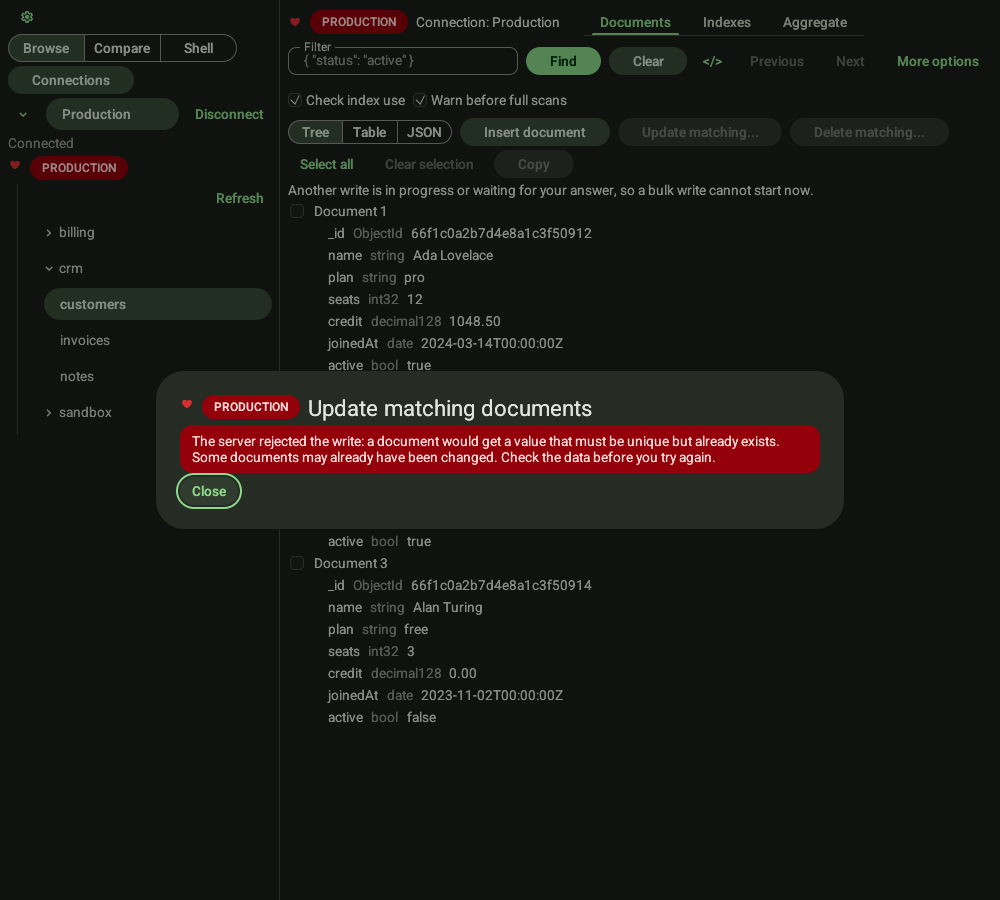 Browse Compare Shell
Connections
Production Disconnect
Connected
PRODUCTION
Refresh
billing
crm
customers
invoices
notes
sandbox
PRODUCTION Connection: Production Documents Indexes Aggregate
Filter
{ "status": "active" } Find Clear </> Previous Next More options
Check index use Warn before full scans
Tree Table JSON Insert document Update matching... Delete matching...
Select all Clear selection Copy
Another write is in progress or waiting for your answer, so a bulk write cannot start now.
Document 1
_id ObjectId 66f1c0a2b7d4e8a1c3f50912
name string Ada Lovelace
plan string pro
seats int32 12
credit decimal128 1048.50
joinedAt date 2024-03-14T00:00:00Z
active bool true
PRODUCTION Update matching documents
The server rejected the write: a document would get a value that must be unique but already exists.
Some documents may already have been changed. Check the data before you try again.
Close
active bool true
Document 3
_id ObjectId 66f1c0a2b7d4e8a1c3f50914
name string Alan Turing
plan string free
seats int32 3
credit decimal128 0.00
joinedAt date 2023-11-02T00:00:00Z
active bool false